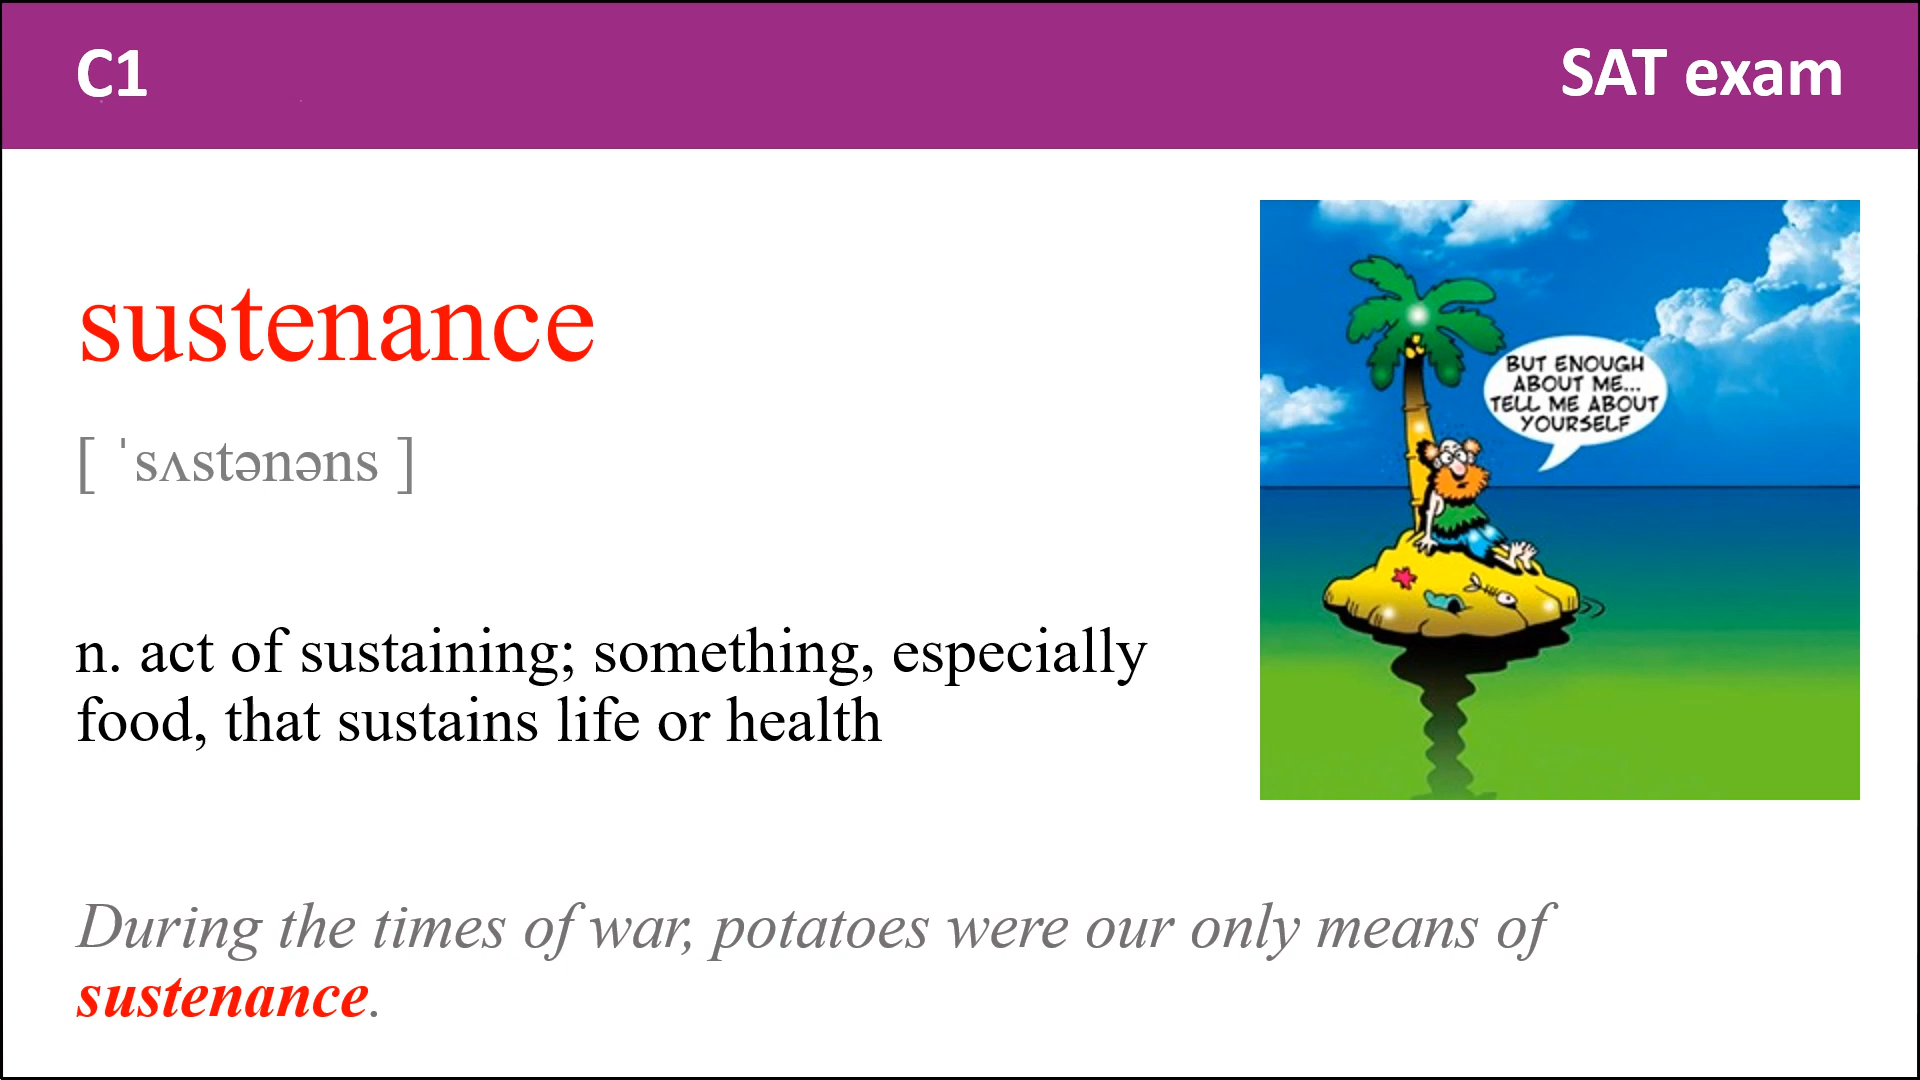 C1
SAT exam
sustenance
[ ˈsʌstənəns ]
BUT ENOUGH
ABOUT ME...
TELL ME ABOUT
YOURSELF
n. act of sustaining; something, especially
food, that sustains life or health
During the times of war, potatoes were our only means of
sustenance.